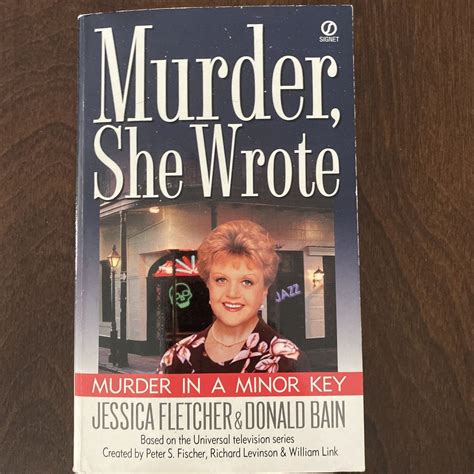 SIGNET
Murder,
She Wrote
JAZZ
MURDER IN A MINOR KEY
JESSICA FLETCHER & DONALD BAIN
Based on the Universal television series
Created by Peter S. Fischer, Richard Levinson & William Link